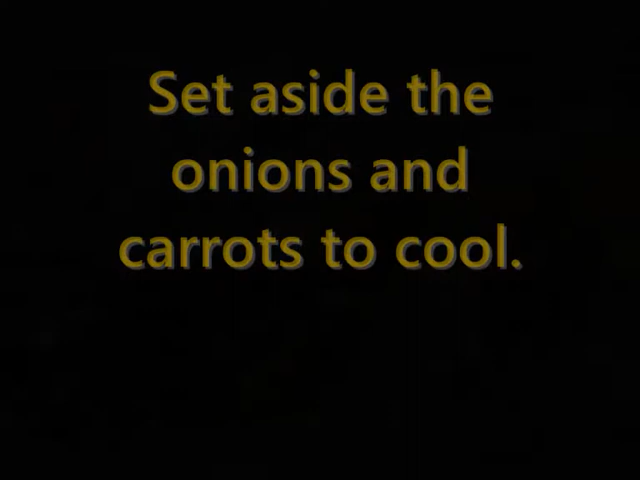 Set aside the
onions and
carrots to cool.